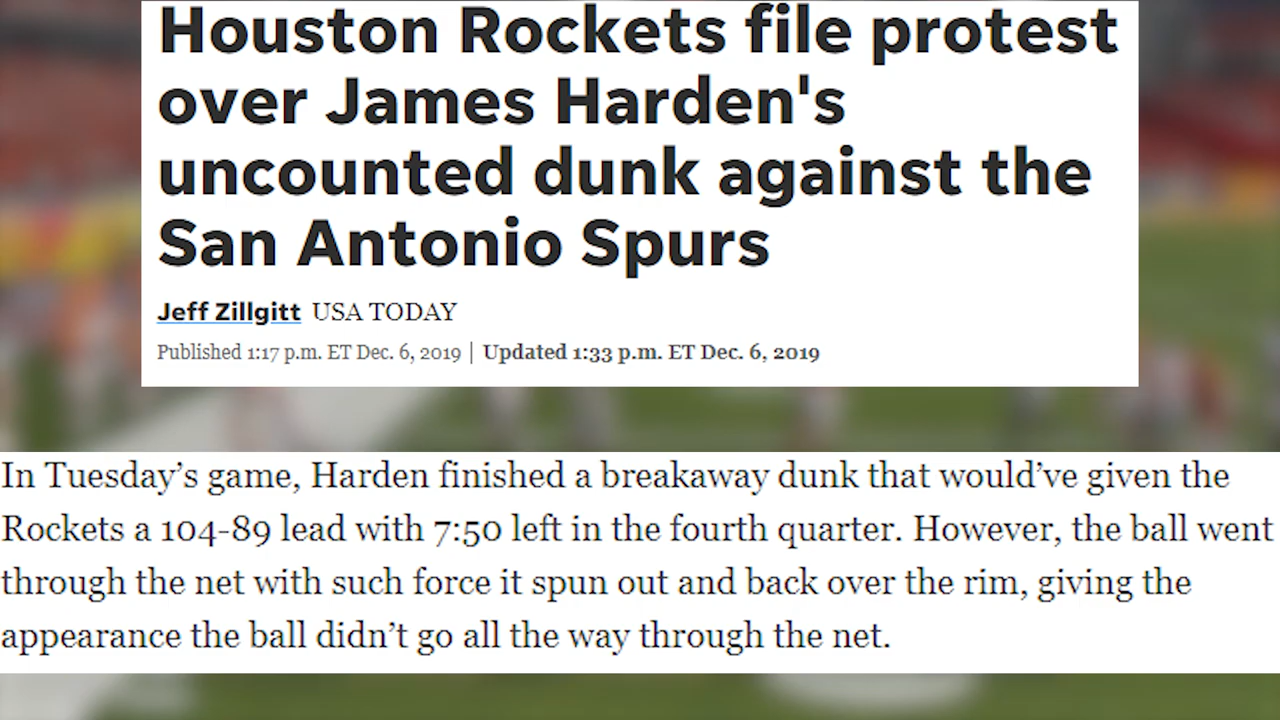 Houston Rockets file protest
over James Harden's
uncounted dunk against the
San Antonio Spurs
Jeff Zillgitt USA TODAY
Published 1:17 p.m. ET Dec. 6, 2019 | Updated 1:33 p.m. ET Dec. 6, 2019
In Tuesday’s game, Harden finished a breakaway dunk that would’ve given the
Rockets a 104-89 lead with 7:50 left in the fourth quarter. However, the ball went
through the net with such force it spun out and back over the rim, giving the
appearance the ball didn’t go all the way through the net.